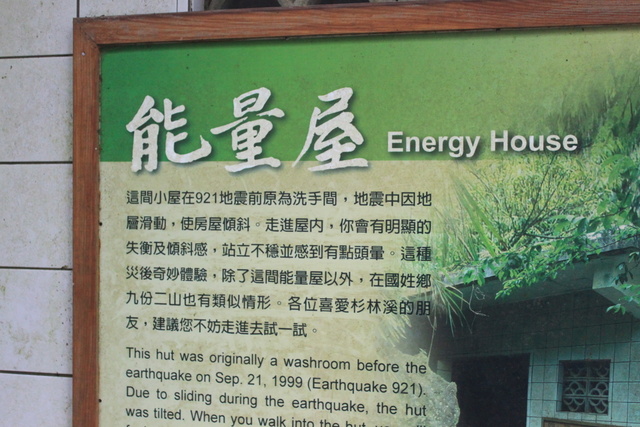 能量屋 Energy House
這間小屋在921地震前原為洗手間，地震中因地
層滑動，使房屋傾斜。走進屋內，你會有明顯的
失衡及傾斜感，站立不穩並感到有點頭暈。這種
災後奇妙體驗，除了這間能量屋以外，在國姓鄉
九份二山也有類似情形。各位喜愛杉林溪的朋
友，建議您不妨走進去試一試。
This hut was originally a washroom before the
earthquake on Sep. 21, 1999 (Earthquake 921).
Due to sliding during the earthquake, the hut
was tilted. When you walk into the hut,